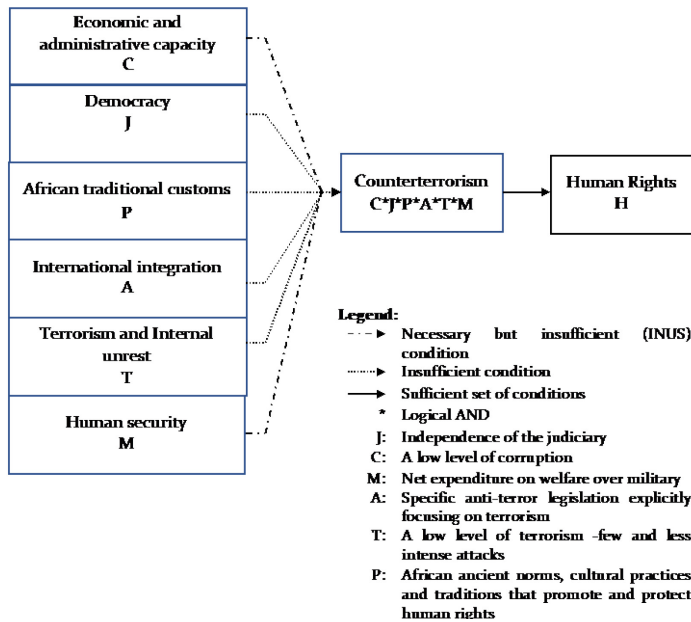 Economic and
administrative capacity
C
Democracy
J
African traditional customs
P
International integration
A
Terrorism and Internal
unrest
T
Human security
M
Counterterrorism
C*J*P*A*T*M
Human Rights
H
Legend:
Necessary but insufficient (INUS)
condition
Insufficient condition
Sufficient set of conditions
* Logical AND
J: Independence of the judiciary
C: A low level of corruption
M: Net expenditure on welfare over military
A: Specific anti-terror legislation explicitly
focusing on terrorism
T: A low level of terrorism -few and less
intense attacks
P: African ancient norms, cultural practices
and traditions that promote and protect
human rights